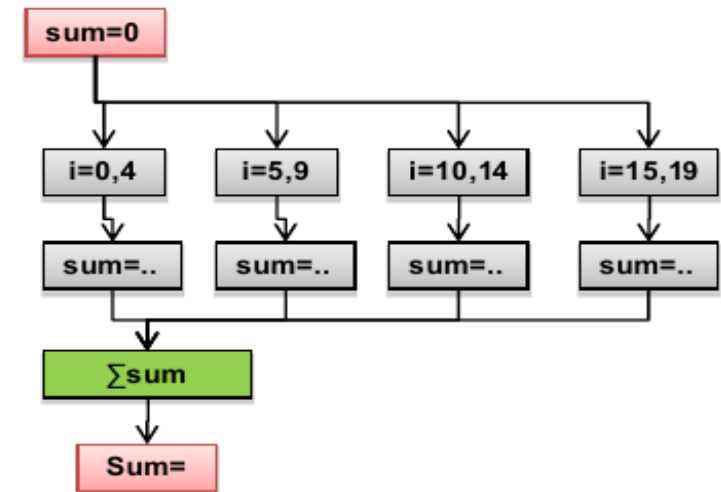 sum=0
i=0,4
i=5,9
i=10,14
i=15,19
sum=..
sum=..
sum=..
sum=..
∑sum
Sum=